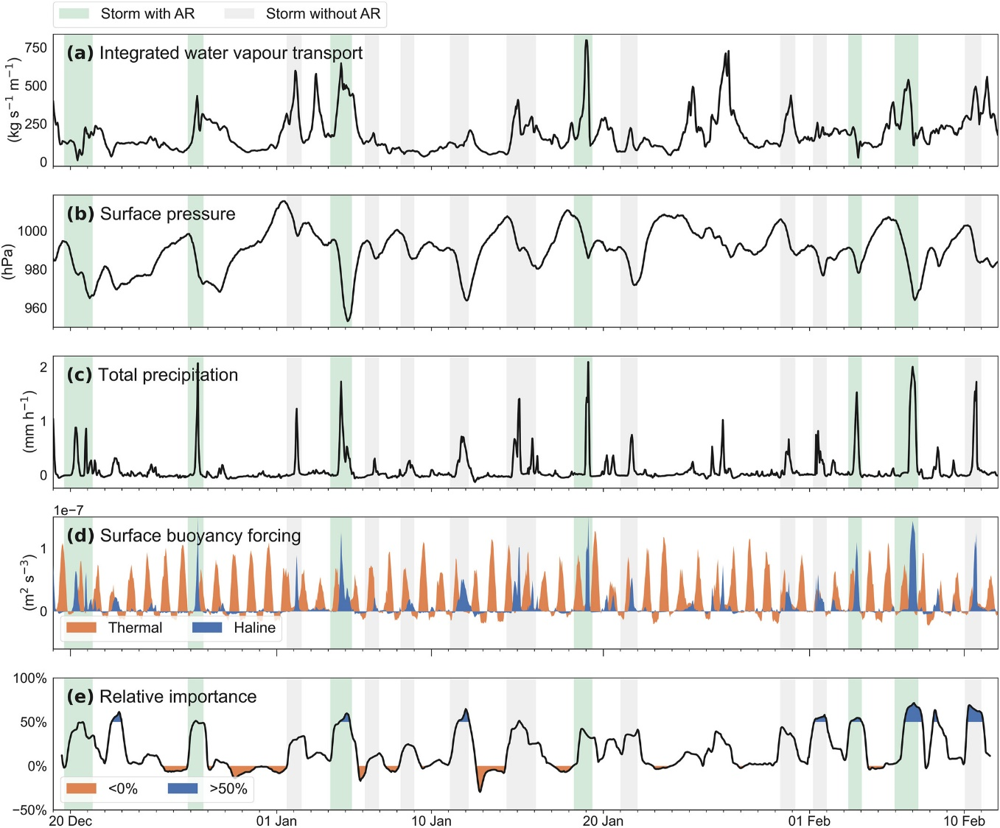 Storm with AR
Storm without AR
(a) Integrated water vapour transport
750
500
250
0
(kg s⁻¹ m⁻¹)
(b) Surface pressure
1000
980
960
(hPa)
(c) Total precipitation
2
1
0
(mm h⁻¹)
1e−7
(d) Surface buoyancy forcing
1
0
(m² s⁻³)
Thermal
Haline
100%
(e) Relative importance
50%
0%
<0%
>50%
−50%
20 Dec
01 Jan
10 Jan
20 Jan
01 Feb
10 Feb